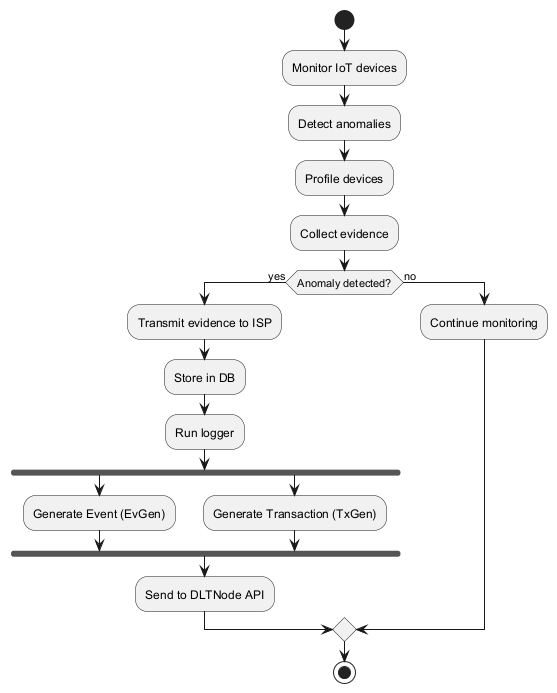 Monitor IoT devices
Detect anomalies
Profile devices
Collect evidence
yes
Anomaly detected?
no
Transmit evidence to ISP
Continue monitoring
Store in DB
Run logger
Generate Event (EvGen)
Generate Transaction (TxGen)
Send to DLTNode API